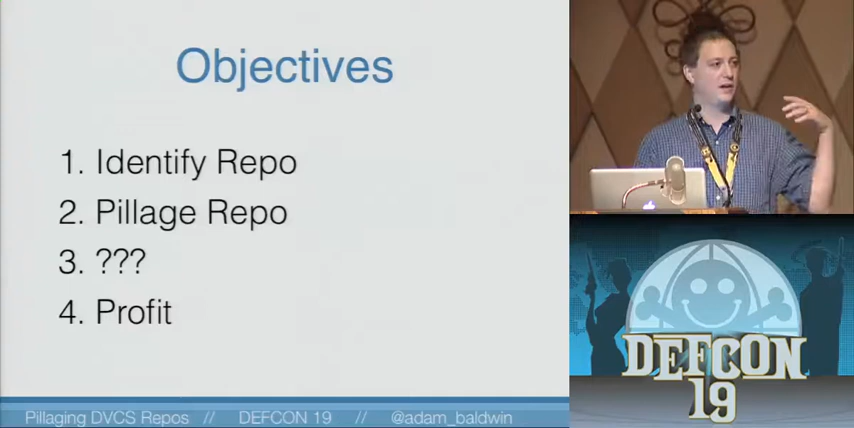 Objectives
1. Identify Repo
2. Pillage Repo
3. ???
4. Profit
Pillaging DVCS Repos // DEFCON 19 // @adam_baldwin
DEFCON
19